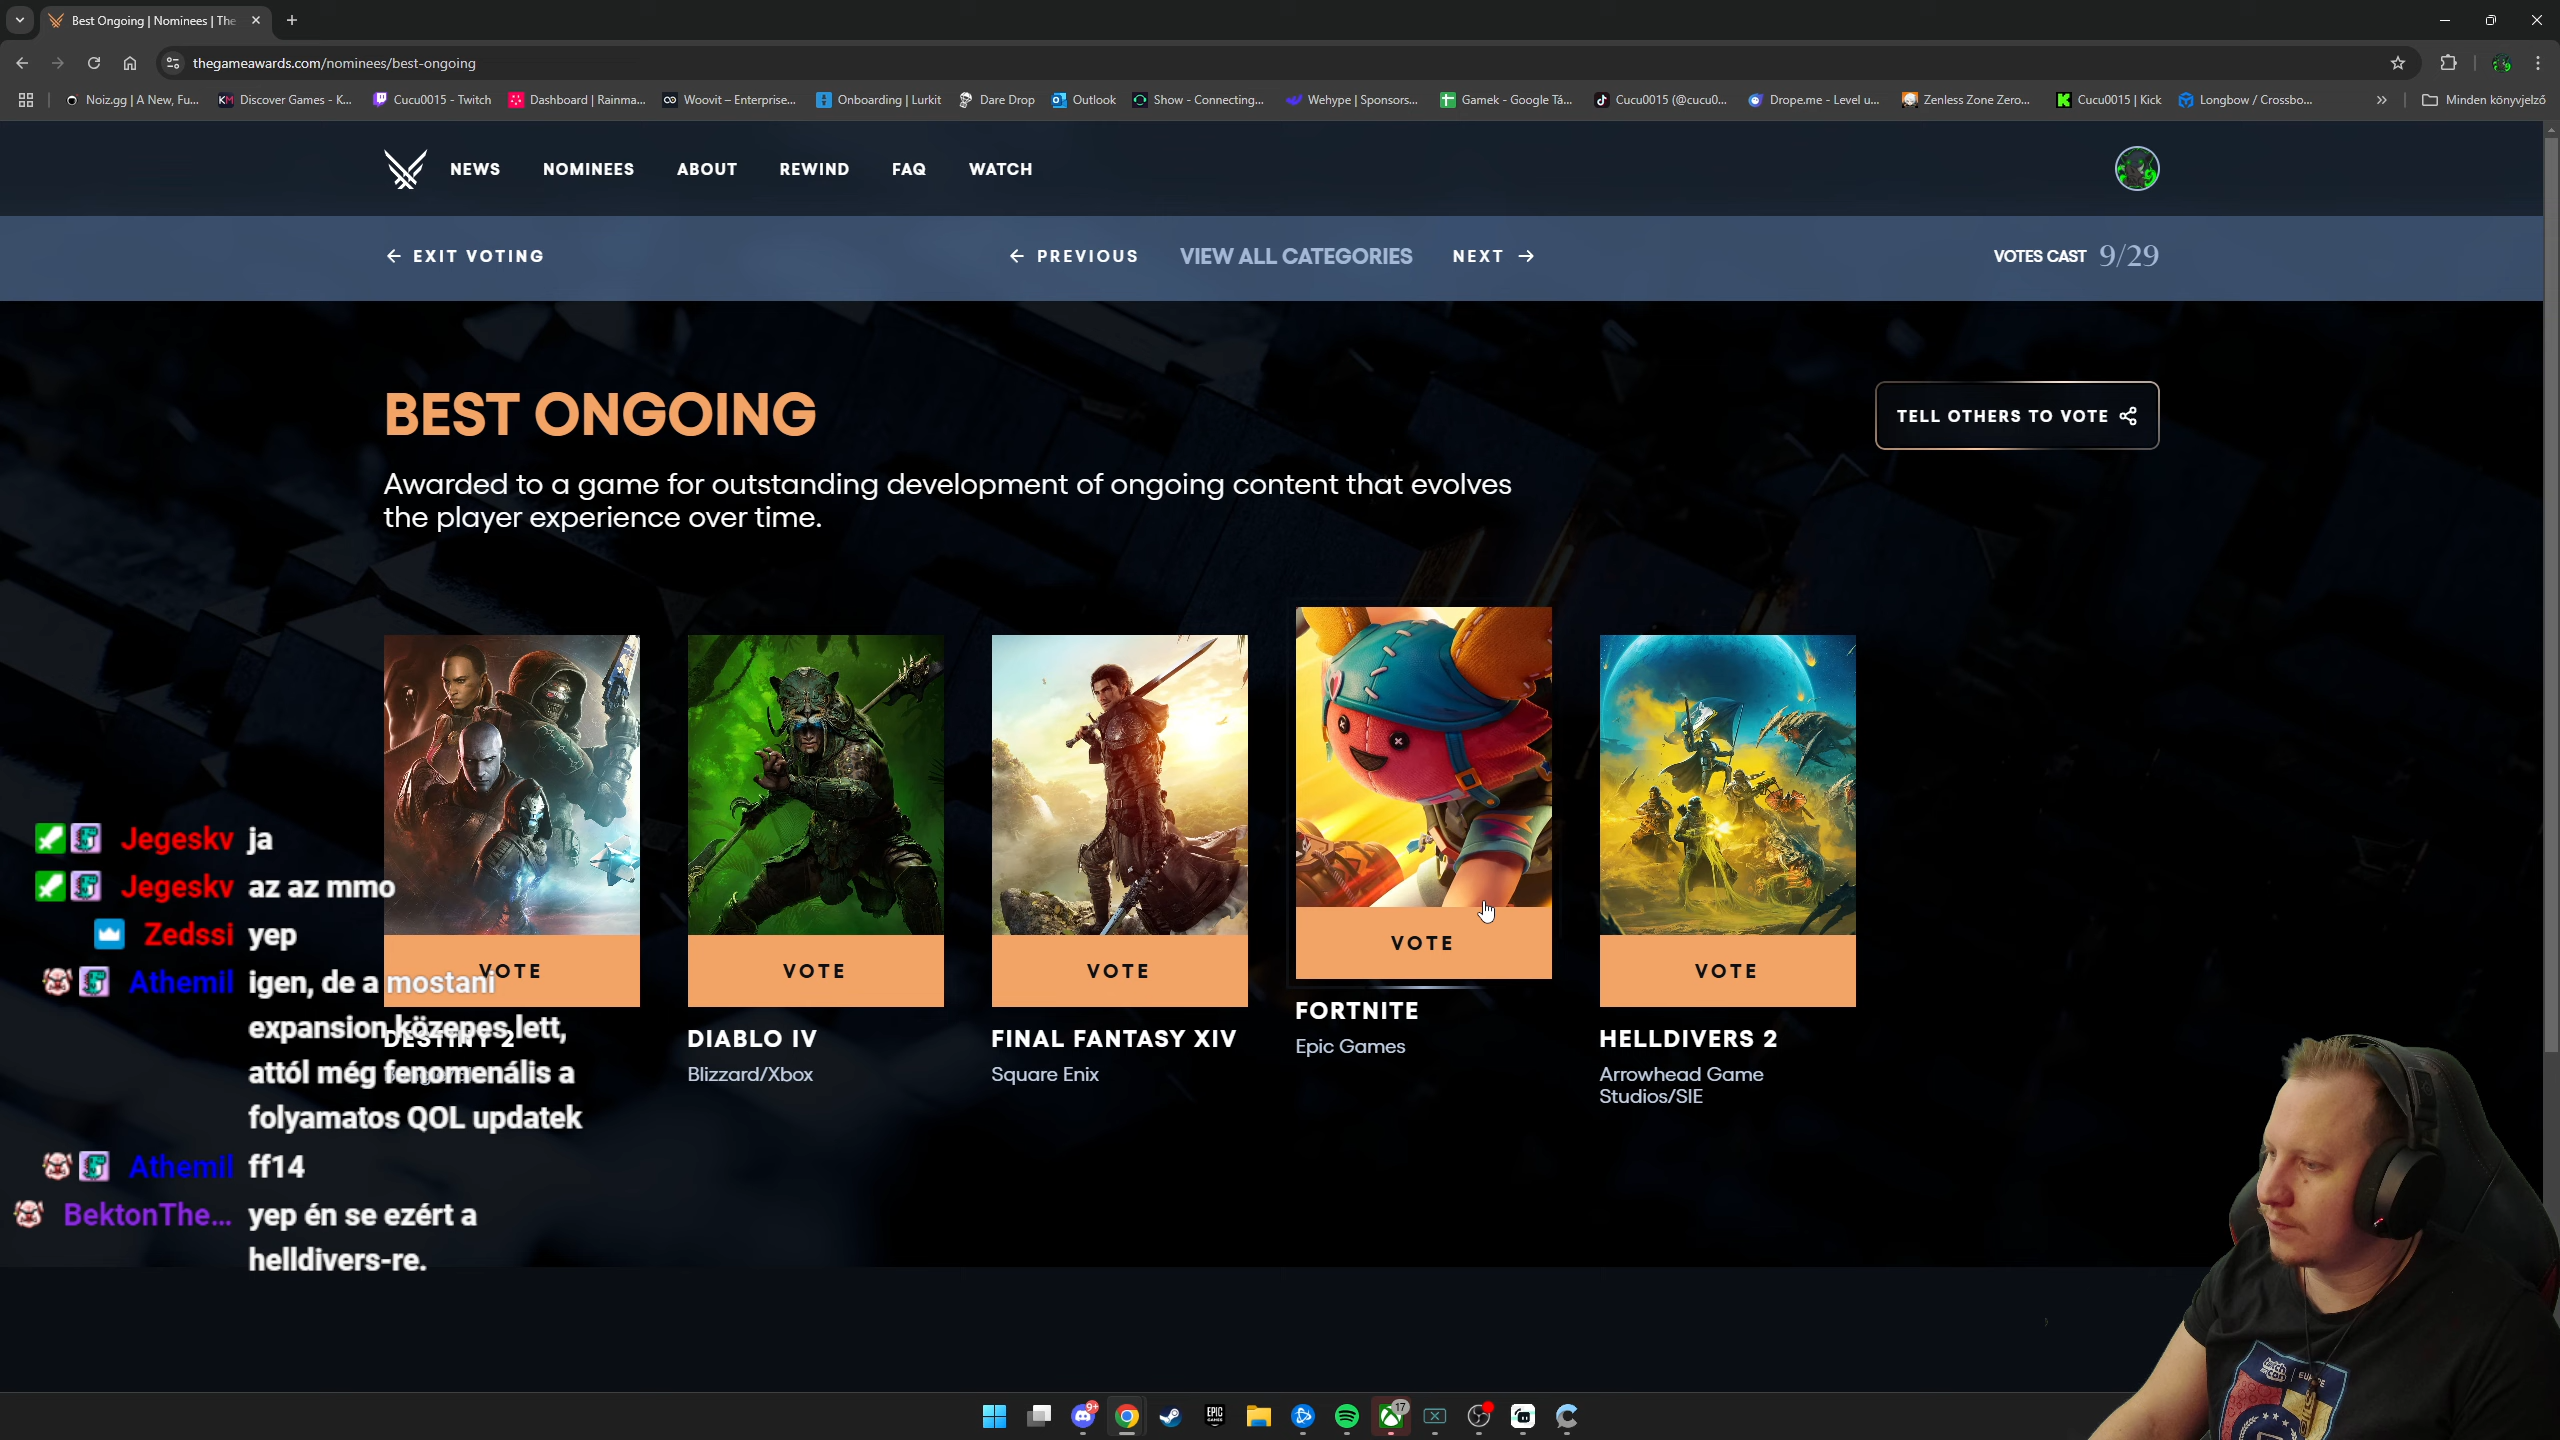 Best Ongoing | Nominees | The
thegameawards.com/nominees/best-ongoing
Noiz.gg | A New, Fu...
Discover Games - K...
Cucu0015 - Twitch
Dashboard | Rainma...
Woovit – Enterprise...
Onboarding | Lurkit
Dare Drop
Outlook
Show - Connecting...
Wehype | Sponsors...
Gamek - Google Tá...
Cucu0015 (@cucu0...
Drope.me - Level u...
Zenless Zone Zero...
Cucu0015 | Kick
Longbow / Crossbo...
Minden könyvjelző
NEWS
NOMINEES
ABOUT
REWIND
FAQ
WATCH
EXIT VOTING
PREVIOUS
VIEW ALL CATEGORIES
NEXT
VOTES CAST 9/29
BEST ONGOING
TELL OTHERS TO VOTE
Awarded to a game for outstanding development of ongoing content that evolves
the player experience over time.
VOTE
DESTINY 2
VOTE
DIABLO IV
Blizzard/Xbox
VOTE
FINAL FANTASY XIV
Square Enix
VOTE
FORTNITE
Epic Games
VOTE
HELLDIVERS 2
Arrowhead Game
Studios/SIE
Jegeskv ja
Jegeskv az az mmo
Zedssi yep
Athemil igen, de a mostani
expansion közepes lett,
attól még fenomenális a
folyamatos QOL updatek
Athemil ff14
BektonThe... yep én se ezért a
helldivers-re.
9+
EPIC
GAMES
17